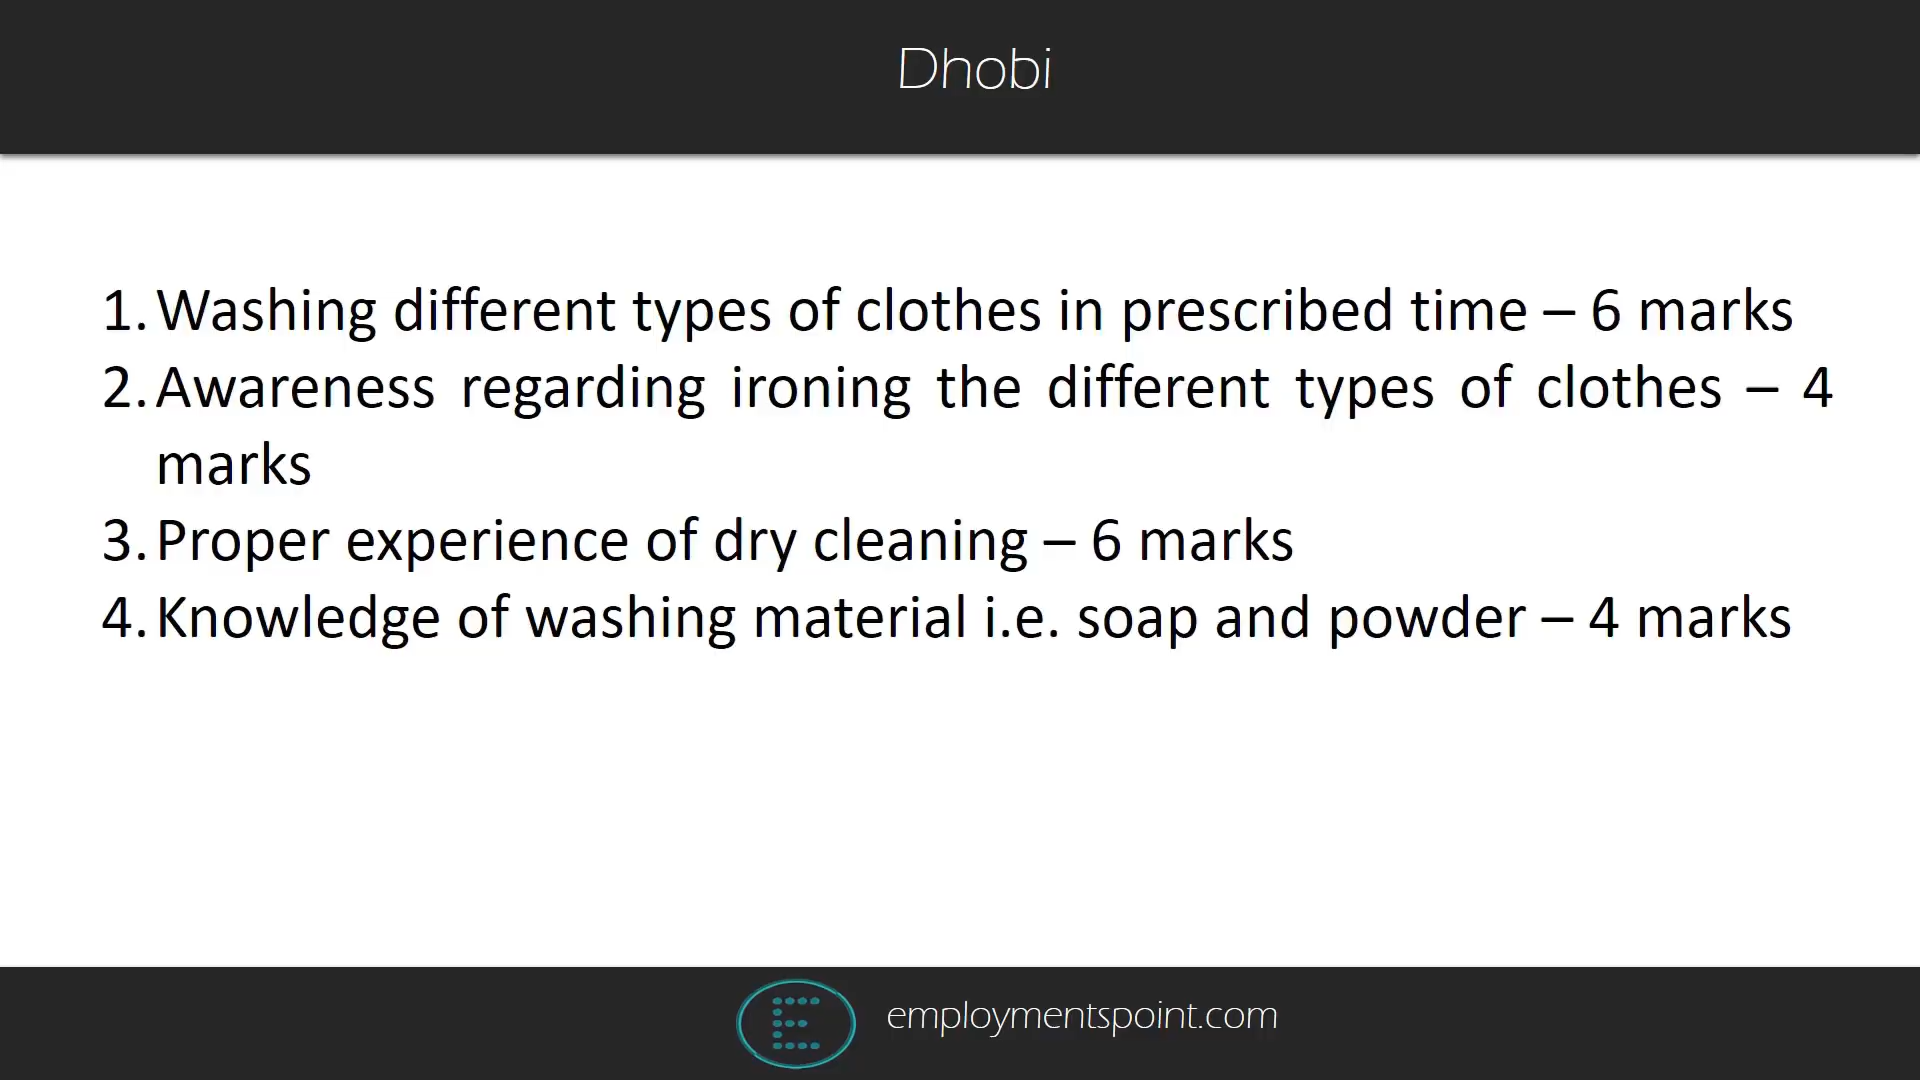 Dhobi
1. Washing different types of clothes in prescribed time – 6 marks
2. Awareness regarding ironing the different types of clothes – 4
marks
3. Proper experience of dry cleaning – 6 marks
4. Knowledge of washing material i.e. soap and powder – 4 marks
E
employmentspoint.com